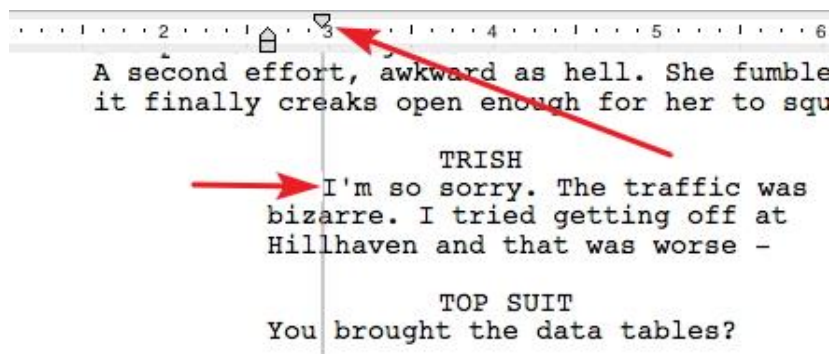 2 3 4 5 6
A second effort, awkward as hell. She fumble
it finally creaks open enough for her to squ
TRISH
I'm so sorry. The traffic was
bizarre. I tried getting off at
Hillhaven and that was worse –
TOP SUIT
You brought the data tables?